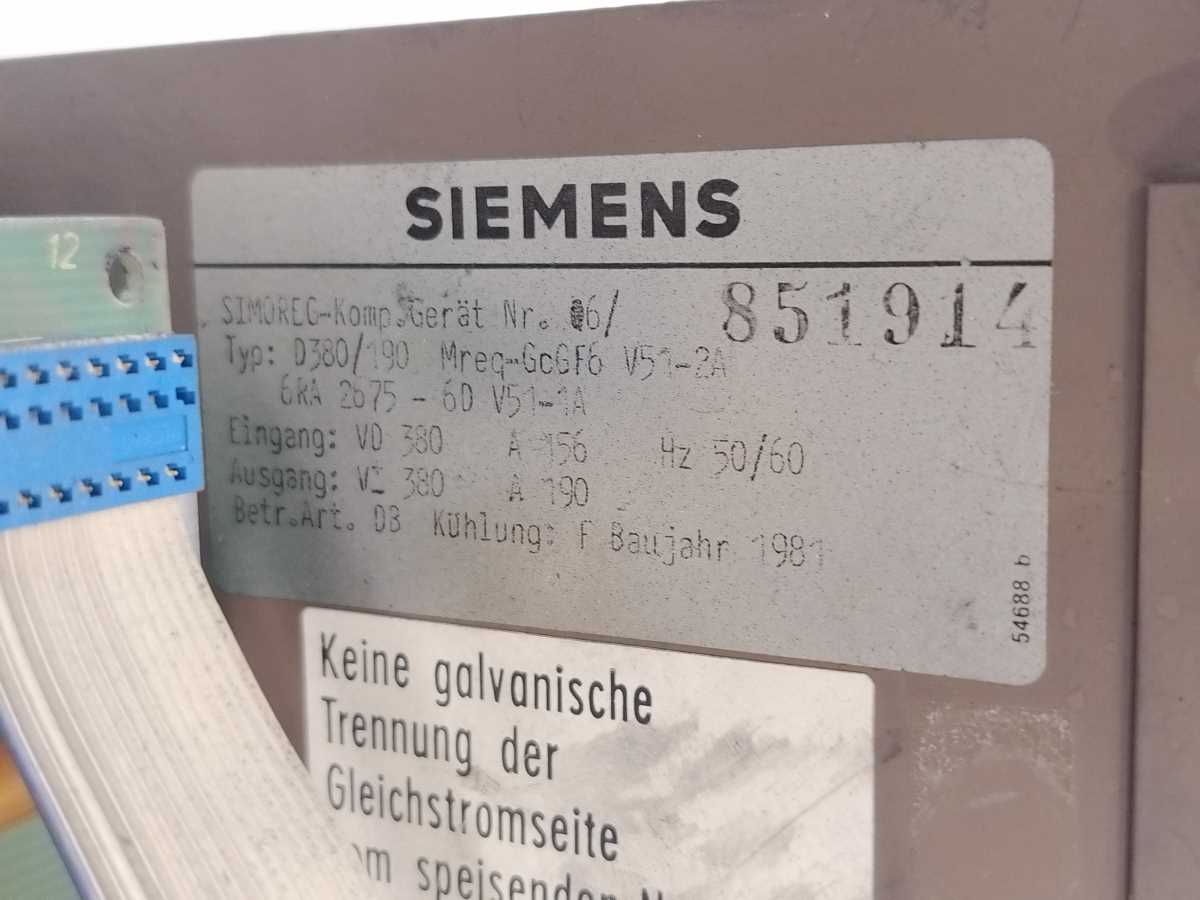 SIEMENS
SIMOREG-Komp.Gerät Nr. 06/ 851914
Typ: D380/190 Mreq-GcGF6 V51-2A
6RA 2675 - 6D V51-1A
Eingang: VD 380 A 156 Hz 50/60
Ausgang: V- 380 A 190
Betr.Art. DB Kühlung: F Baujahr 1981
54688 b
12
Keine galvanische
Trennung der
Gleichstromseite
speisenden